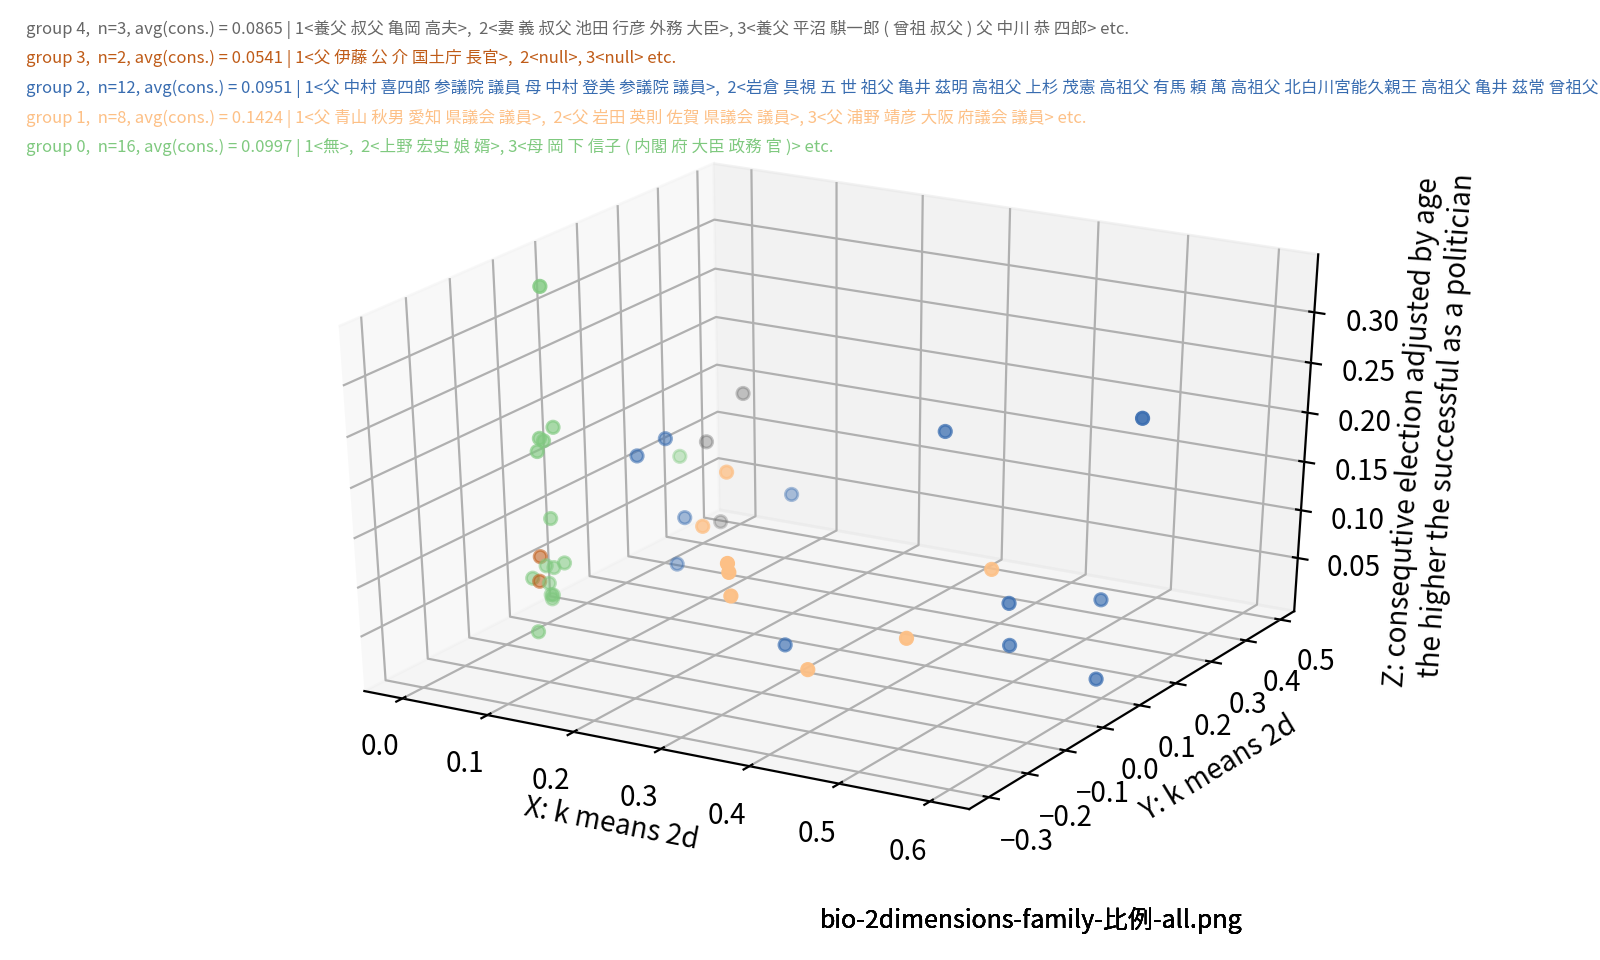 group 4,  n=3, avg(cons.) = 0.0865 | 1<養父 叔父 亀岡 高夫>,  2<妻 義 叔父 池田 行彦 外務 大臣>, 3<養父 平沼 騏一郎 ( 曾祖 叔父 ) 父 中川 恭 四郎> etc.
group 3,  n=2, avg(cons.) = 0.0541 | 1<父 伊藤 公 介 国土庁 長官>,  2<null>, 3<null> etc.
group 2,  n=12, avg(cons.) = 0.0951 | 1<父 中村 喜四郎 参議院 議員 母 中村 登美 参議院 議員>,  2<岩倉 具視 五 世 祖父 亀井 茲明 高祖父 上杉 茂憲 高祖父 有馬 頼 萬 高祖父 北白川宮能久親王 高祖父 亀井 茲常 曾祖父
group 1,  n=8, avg(cons.) = 0.1424 | 1<父 青山 秋男 愛知 県議会 議員>,  2<父 岩田 英則 佐賀 県議会 議員>, 3<父 浦野 靖彦 大阪 府議会 議員> etc.
group 0,  n=16, avg(cons.) = 0.0997 | 1<無>,  2<上野 宏史 娘 婿>, 3<母 岡 下 信子 ( 内閣 府 大臣 政務 官 )> etc.
0.30
0.25
0.20
0.15
0.10
0.05
Z: consequtive election adjusted by age
the higher the successful as a politician
0.0
0.1
0.2
0.3
0.4
0.5
0.6
X: k means 2d
−0.3
−0.2
−0.1
0.0
0.1
0.2
0.3
0.4
0.5
Y: k means 2d
bio-2dimensions-family-比例-all.png